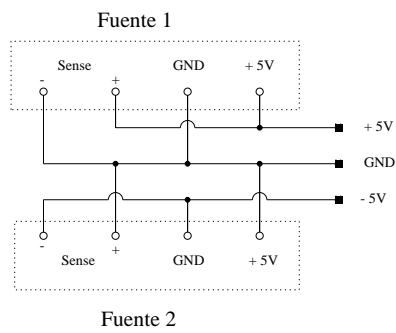 Fuente 1
Sense GND + 5V
- +
+ 5V
GND
- 5V
- +
Sense GND + 5V
Fuente 2